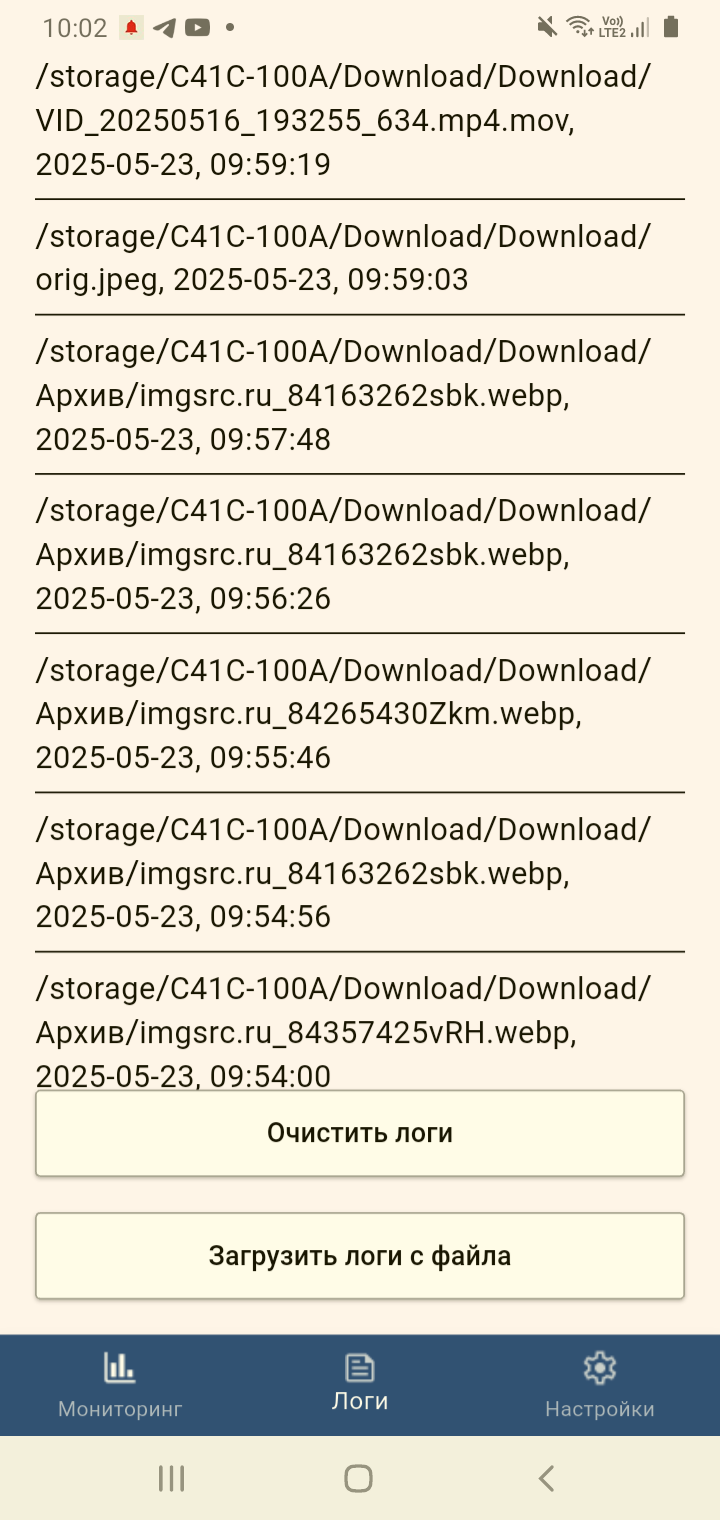 10:02
Vo))
LTE2
/storage/C41C-100A/Download/Download/
VID_20250516_193255_634.mp4.mov,
2025-05-23, 09:59:19
/storage/C41C-100A/Download/Download/
orig.jpeg, 2025-05-23, 09:59:03
/storage/C41C-100A/Download/Download/
Архив/imgsrc.ru_84163262sbk.webp,
2025-05-23, 09:57:48
/storage/C41C-100A/Download/Download/
Архив/imgsrc.ru_84163262sbk.webp,
2025-05-23, 09:56:26
/storage/C41C-100A/Download/Download/
Архив/imgsrc.ru_84265430Zkm.webp,
2025-05-23, 09:55:46
/storage/C41C-100A/Download/Download/
Архив/imgsrc.ru_84163262sbk.webp,
2025-05-23, 09:54:56
/storage/C41C-100A/Download/Download/
Архив/imgsrc.ru_84357425vRH.webp,
2025-05-23, 09:54:00
Очистить логи
Загрузить логи с файла
Мониторинг
Логи
Настройки